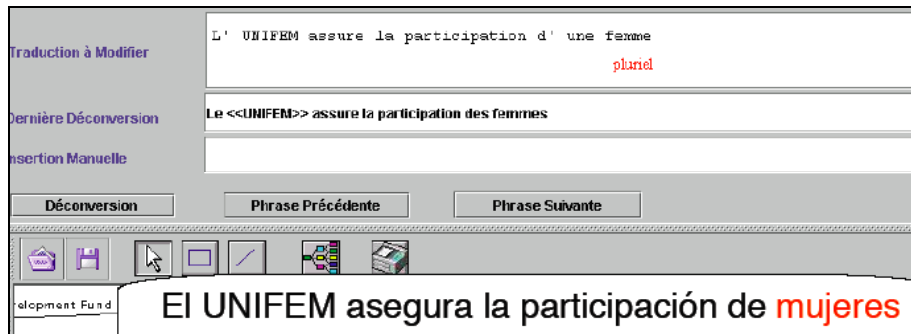 L' UNIFEM assure la participation d' une femme
Traduction à Modifier
pluriel
Le <<UNIFEM>> assure la participation des femmes
Dernière Déconversion
nsertion Manuelle
Déconversion Phrase Précédente Phrase Suivante
elopment Fund
El UNIFEM asegura la participación de mujeres